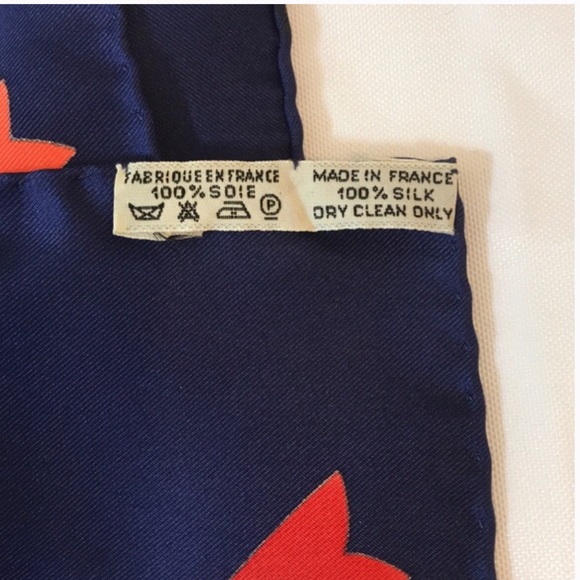 FABRIQUE EN FRANCE
100% SOIE
P
MADE IN FRANCE
100% SILK
DRY CLEAN ONLY